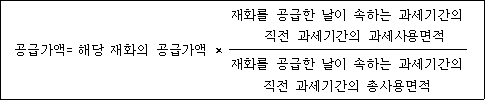 재화를 공급한 날이 속하는 과세기간의
직전 과세기간의 과세사용면적
공급가액= 해당 재화의 공급가액 ×
재화를 공급한 날이 속하는 과세기간의
직전 과세기간의 총사용면적